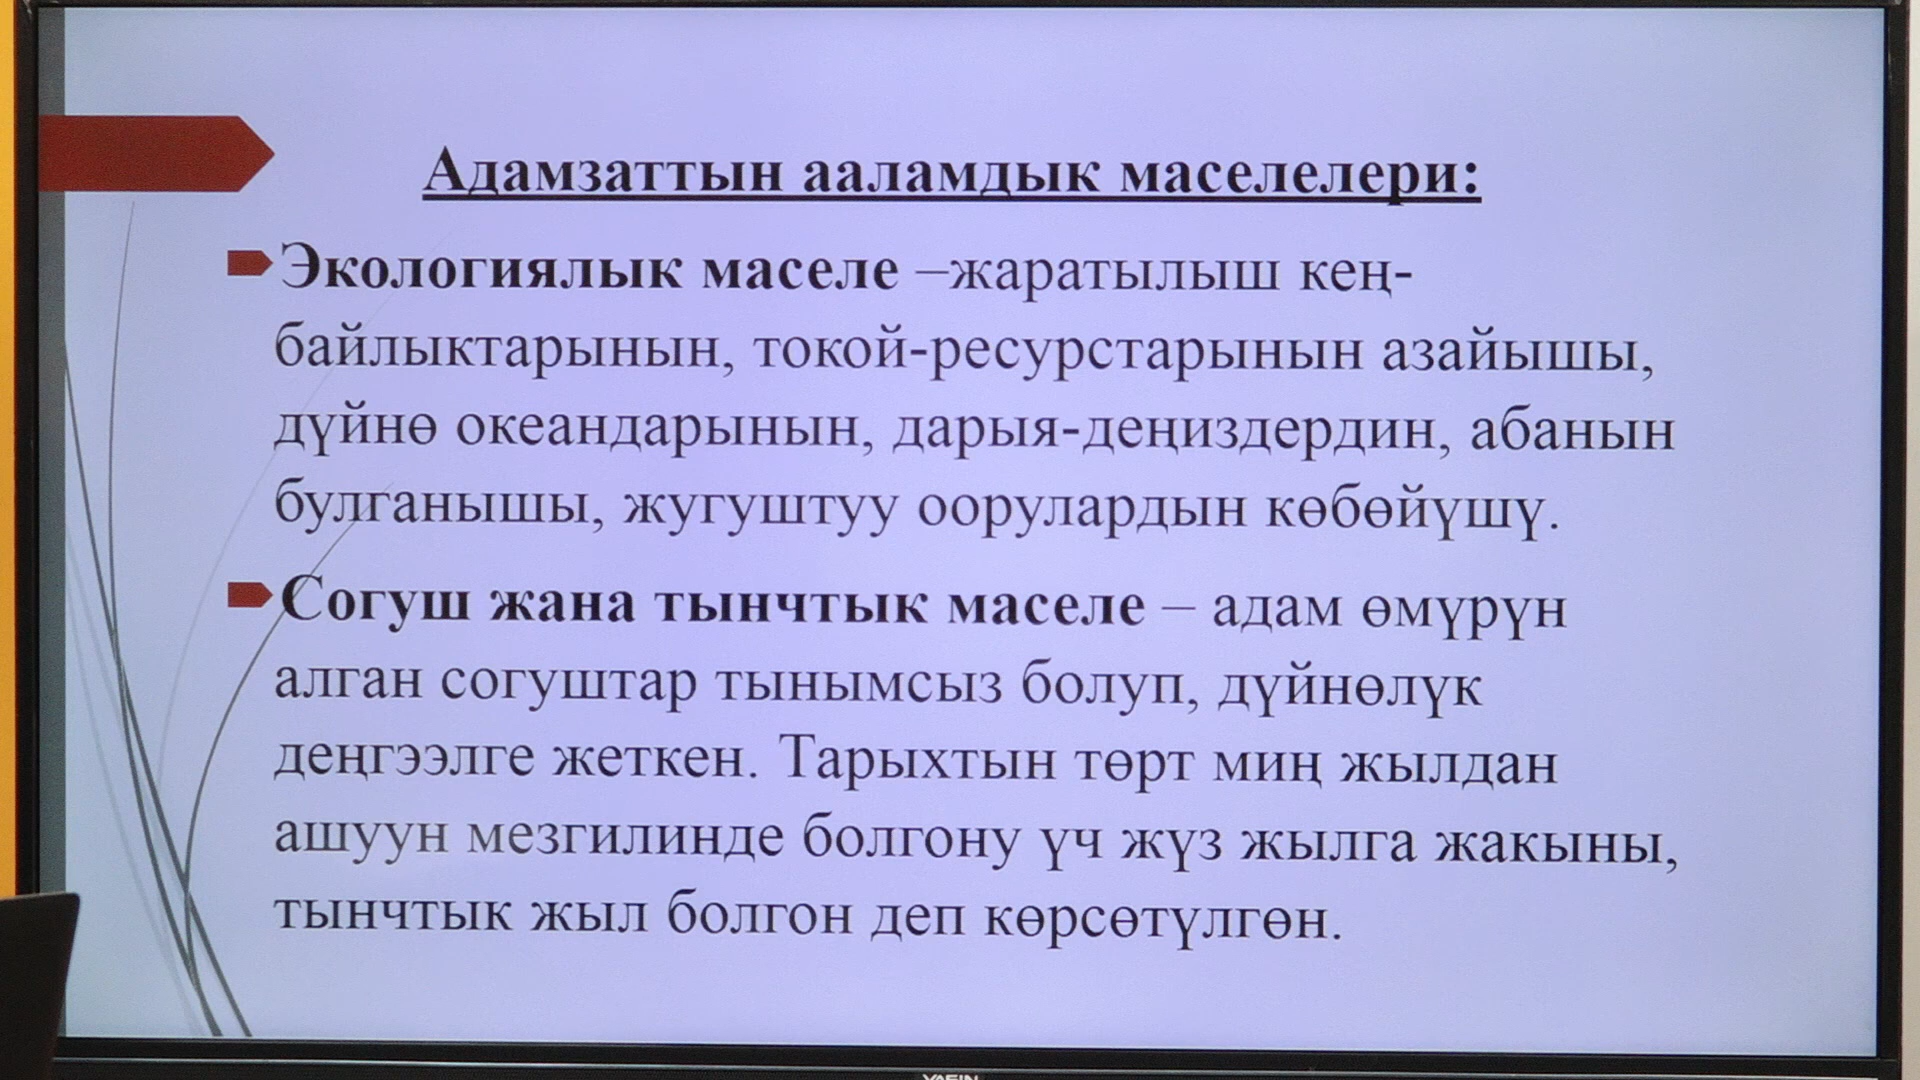 Адамзаттын ааламдык маселелери:
Экологиялык маселе –жаратылыш кең-
байлыктарынын, токой-ресурстарынын азайышы,
дүйнө океандарынын, дарыя-деңиздердин, абанын
булганышы, жугуштуу оорулардын көбөйүшү.
Согуш жана тынчтык маселе – адам өмүрүн
алган согуштар тынымсыз болуп, дүйнөлүк
деңгээлге жеткен. Тарыхтын төрт миң жылдан
ашуун мезгилинде болгону үч жүз жылга жакыны,
тынчтык жыл болгон деп көрсөтүлгөн.